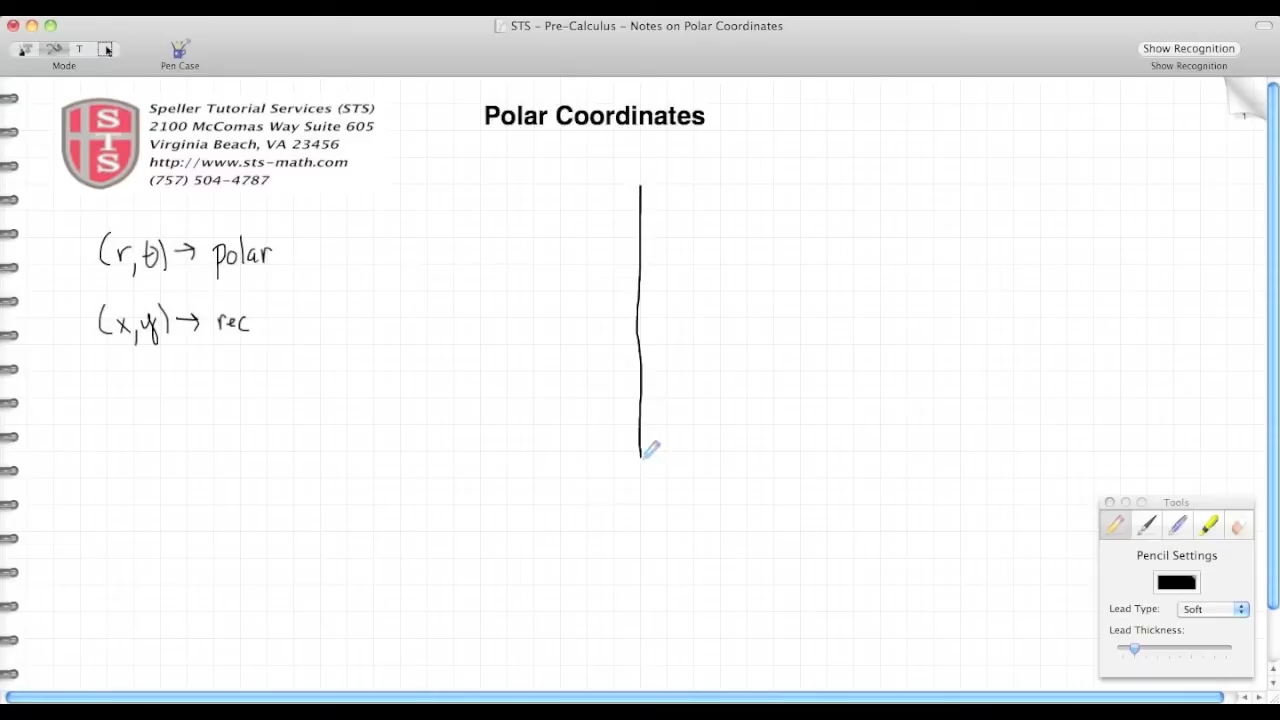 STS – Pre-Calculus – Notes on Polar Coordinates
Mode
Pen Case
Show Recognition
Show Recognition
T
STS
Speller Tutorial Services (STS)
2100 McComas Way Suite 605
Virginia Beach, VA 23456
http://www.sts-math.com
(757) 504-4787
Polar Coordinates
1
(r, θ) → polar
(x, y) → rec
Tools
Pencil Settings
Lead Type: Soft
Lead Thickness: